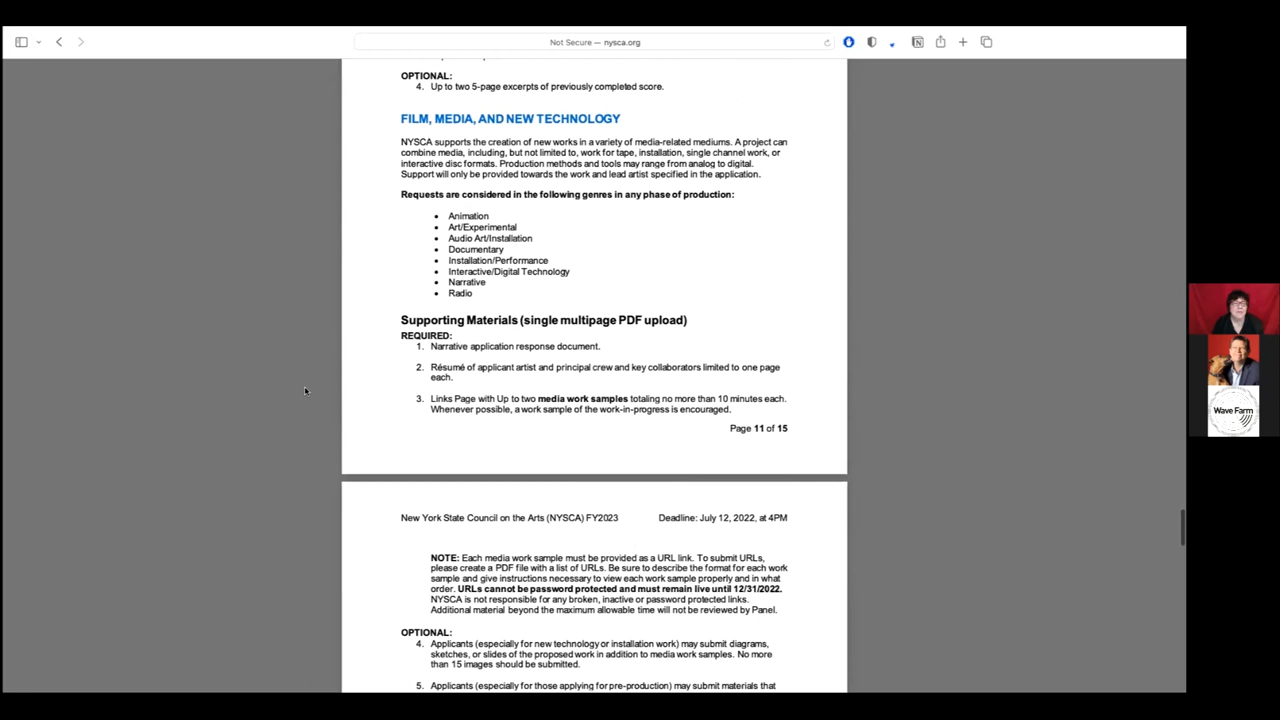 Not Secure — nysca.org
OPTIONAL:
4. Up to two 5-page excerpts of previously completed score.
FILM, MEDIA, AND NEW TECHNOLOGY
NYSCA supports the creation of new works in a variety of media-related mediums. A project can
combine media, including, but not limited to, work for tape, installation, single channel work, or
interactive disc formats. Production methods and tools may range from analog to digital.
Support will only be provided towards the work and lead artist specified in the application.
Requests are considered in the following genres in any phase of production:
• Animation
• Art/Experimental
• Audio Art/Installation
• Documentary
• Installation/Performance
• Interactive/Digital Technology
• Narrative
• Radio
Supporting Materials (single multipage PDF upload)
REQUIRED:
1. Narrative application response document.
2. Résumé of applicant artist and principal crew and key collaborators limited to one page
each.
3. Links Page with Up to two media work samples totaling no more than 10 minutes each.
Whenever possible, a work sample of the work-in-progress is encouraged.
Page 11 of 15
New York State Council on the Arts (NYSCA) FY2023 Deadline: July 12, 2022, at 4PM
NOTE: Each media work sample must be provided as a URL link. To submit URLs,
please create a PDF file with a list of URLs. Be sure to describe the format for each work
sample and give instructions necessary to view each work sample properly and in what
order. URLs cannot be password protected and must remain live until 12/31/2022.
NYSCA is not responsible for any broken, inactive or password protected links.
Additional material beyond the maximum allowable time will not be reviewed by Panel.
OPTIONAL:
4. Applicants (especially for new technology or installation work) may submit diagrams,
sketches, or slides of the proposed work in addition to media work samples. No more
than 15 images should be submitted.
5. Applicants (especially for those applying for pre-production) may submit materials that
Wave Farm